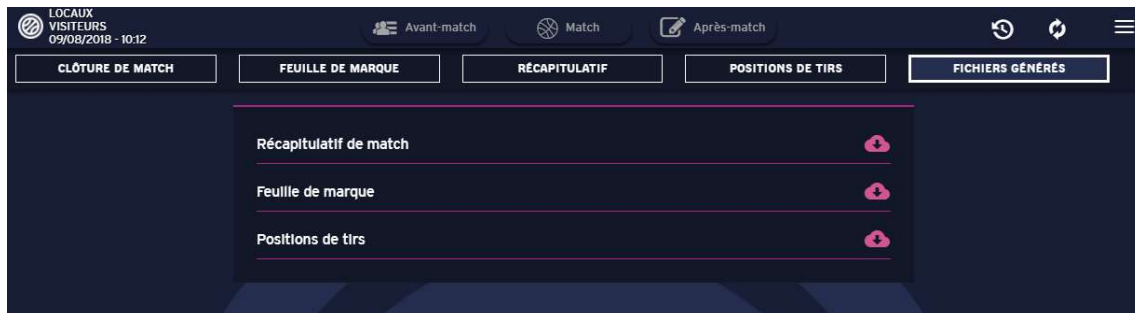 LOCAUX
VISITEURS
09/08/2018 - 10:12
Avant-match
Match
Après-match
CLÔTURE DE MATCH
FEUILLE DE MARQUE
RÉCAPITULATIF
POSITIONS DE TIRS
FICHIERS GÉNÉRÉS
Récapitulatif de match
Feuille de marque
Positions de tirs